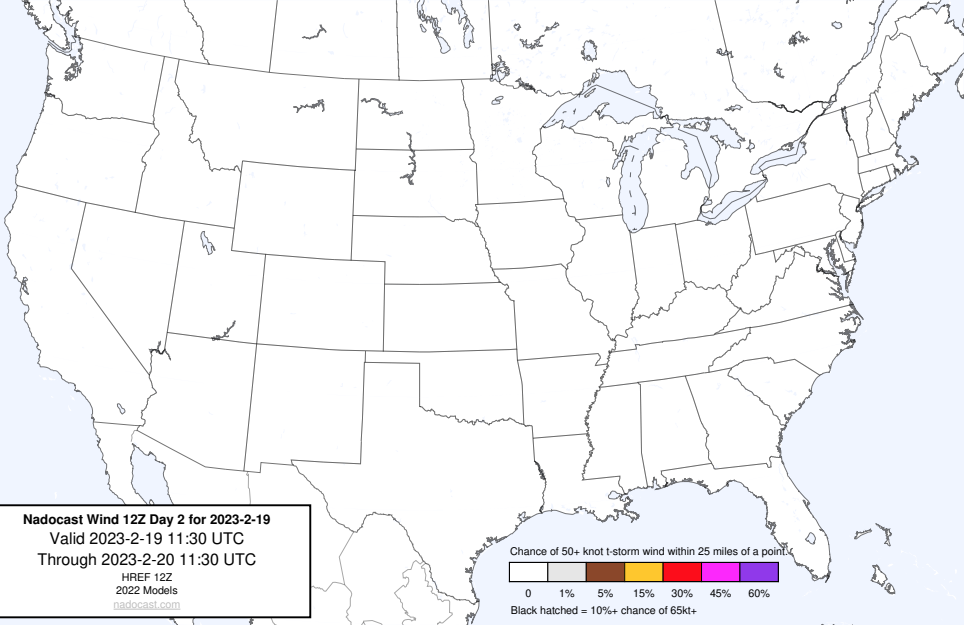 Nadocast Wind 12Z Day 2 for 2023-2-19
Valid 2023-2-19 11:30 UTC
Through 2023-2-20 11:30 UTC
HREF 12Z
2022 Models
nadocast.com
Chance of 50+ knot t-storm wind within 25 miles of a point.
0 1% 5% 15% 30% 45% 60%
Black hatched = 10%+ chance of 65kt+